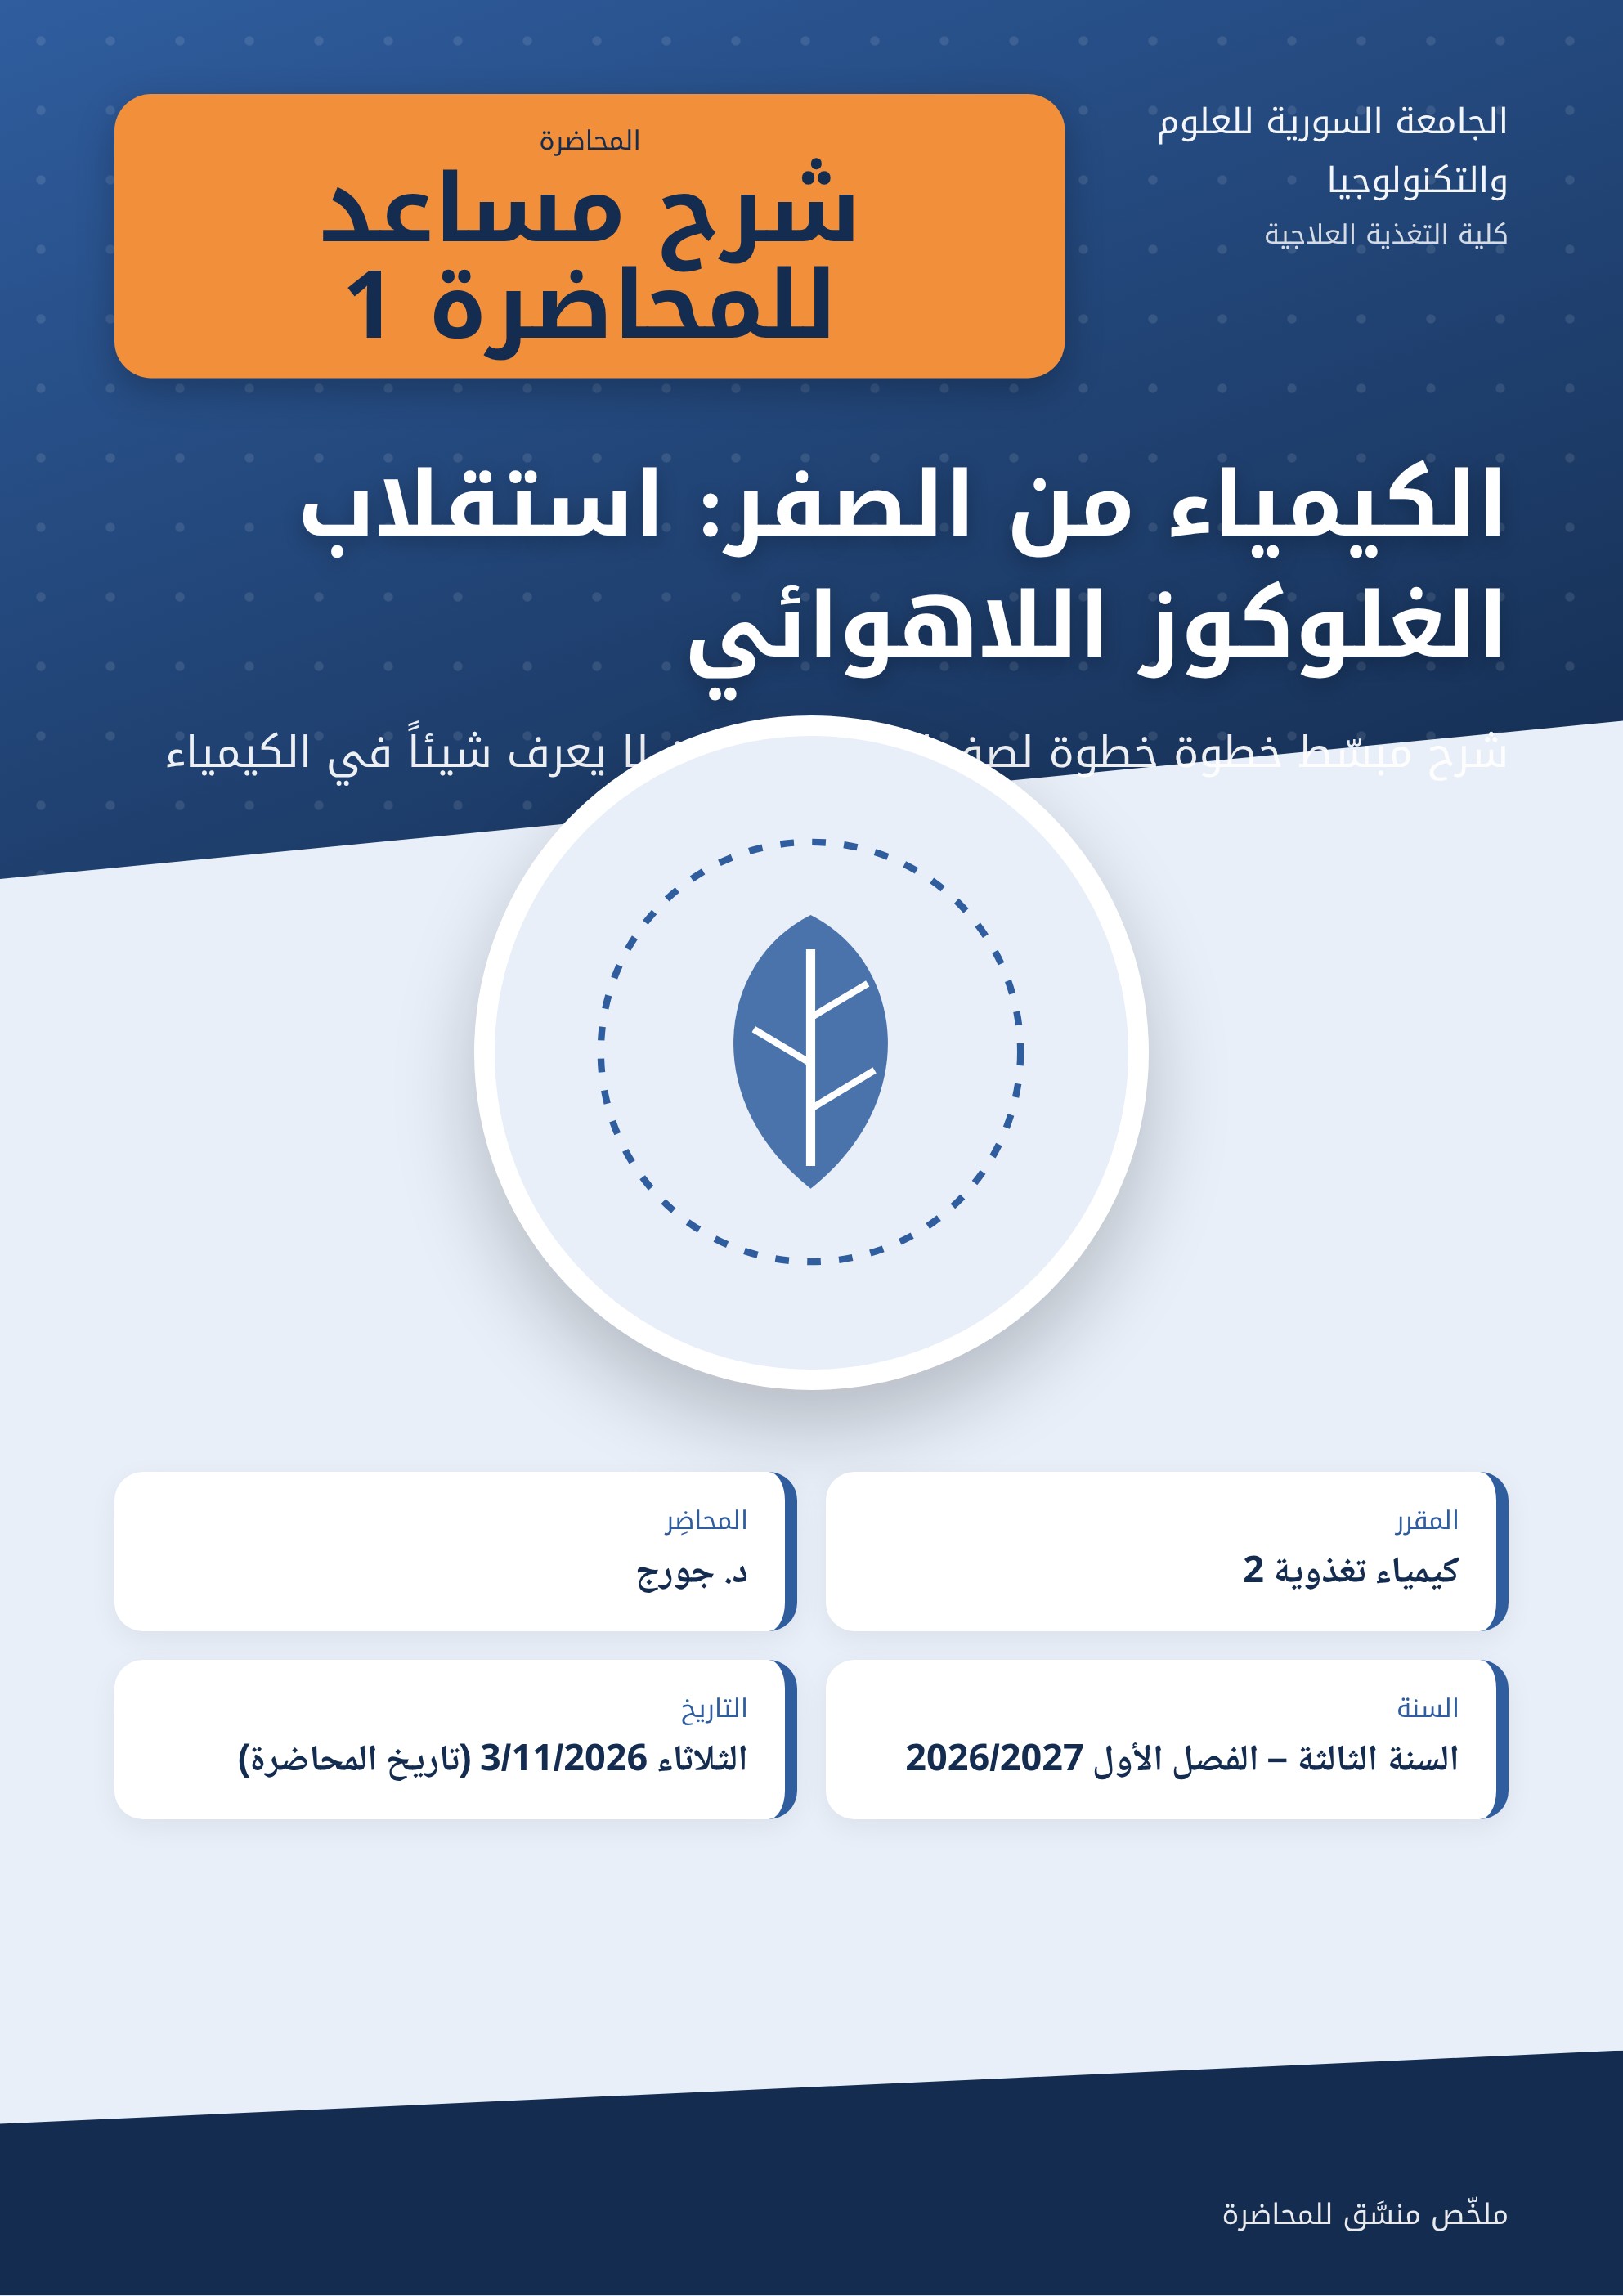 الجامعة السورية للعلوم
والتكنولوجيا
كلية التغذية العلاجية
المحاضرة
شرح مساعد
للمحاضرة 1
الكيمياء من الصفر: استقلاب
الغلوكوز اللاهوائي
شرح مبسّط خطوة خطوة لا يعرف شيئاً في الكيمياء
المقرر
كيمياء تغذوية 2
المحاضِر
د. جورج
السنة
السنة الثالثة – الفصل الأول 2026/2027
التاريخ
الثلاثاء 3/11/2026 (تاريخ المحاضرة)
ملخّص منسَّق للمحاضرة